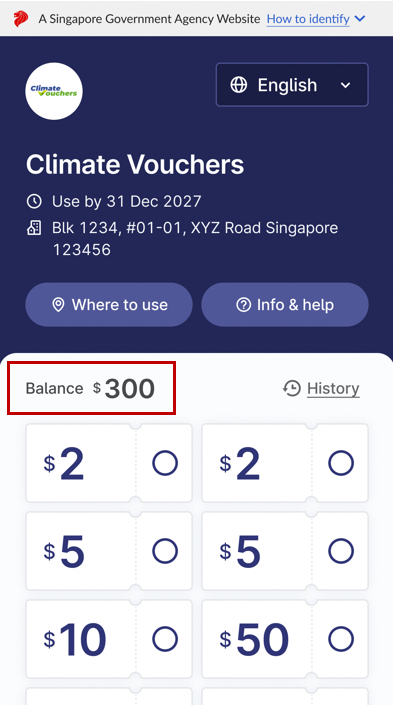 A Singapore Government Agency Website How to identify
Climate
Vouchers
English
Climate Vouchers
Use by 31 Dec 2027
Blk 1234, #01-01, XYZ Road Singapore
123456
Where to use
Info & help
Balance $300
History
$2
$2
$5
$5
$10
$50